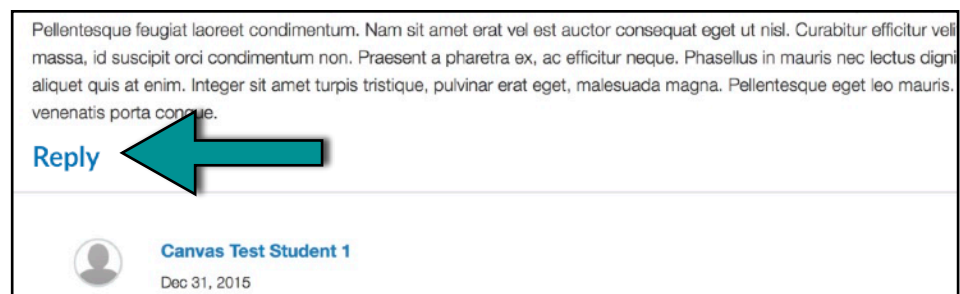 Pellentesque feugiat laoreet condimentum. Nam sit amet erat vel est auctor consequat eget ut nisl. Curabitur efficitur veli
massa, id suscipit orci condimentum non. Praesent a pharetra ex, ac efficitur neque. Phasellus in mauris nec lectus digni
aliquet quis at enim. Integer sit amet turpis tristique, pulvinar erat eget, malesuada magna. Pellentesque eget leo mauris.
venenatis porta congue.
Reply
Canvas Test Student 1
Dec 31, 2015